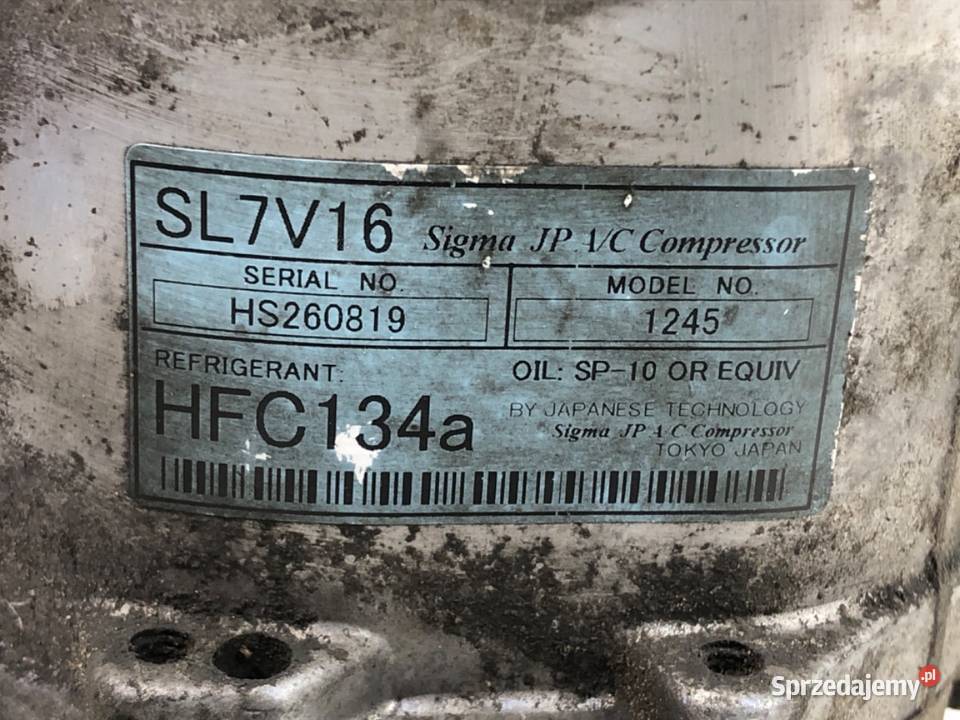 SL7V16 Sigma JP A/C Compressor
SERIAL NO. MODEL NO.
HS260819 1245
REFRIGERANT: OIL: SP-10 OR EQUIV
HFC134a BY JAPANESE TECHNOLOGY
Sigma JP A C Compressor
TOKYO JAPAN
Sprzedajemy.pl